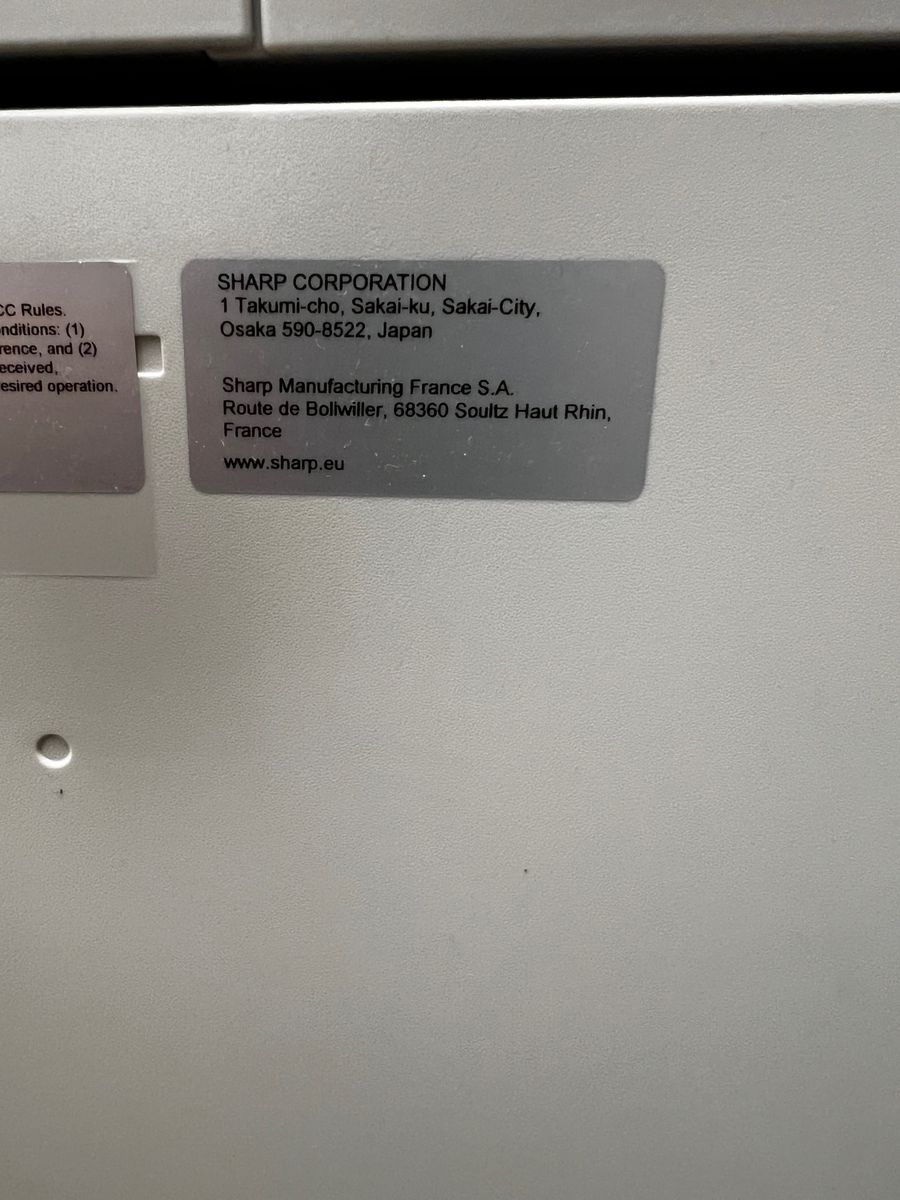 CC Rules.
nditions: (1)
rence, and (2)
eceived,
esired operation.
SHARP CORPORATION
1 Takumi-cho, Sakai-ku, Sakai-City,
Osaka 590-8522, Japan
Sharp Manufacturing France S.A.
Route de Bollwiller, 68360 Soultz Haut Rhin,
France
www.sharp.eu